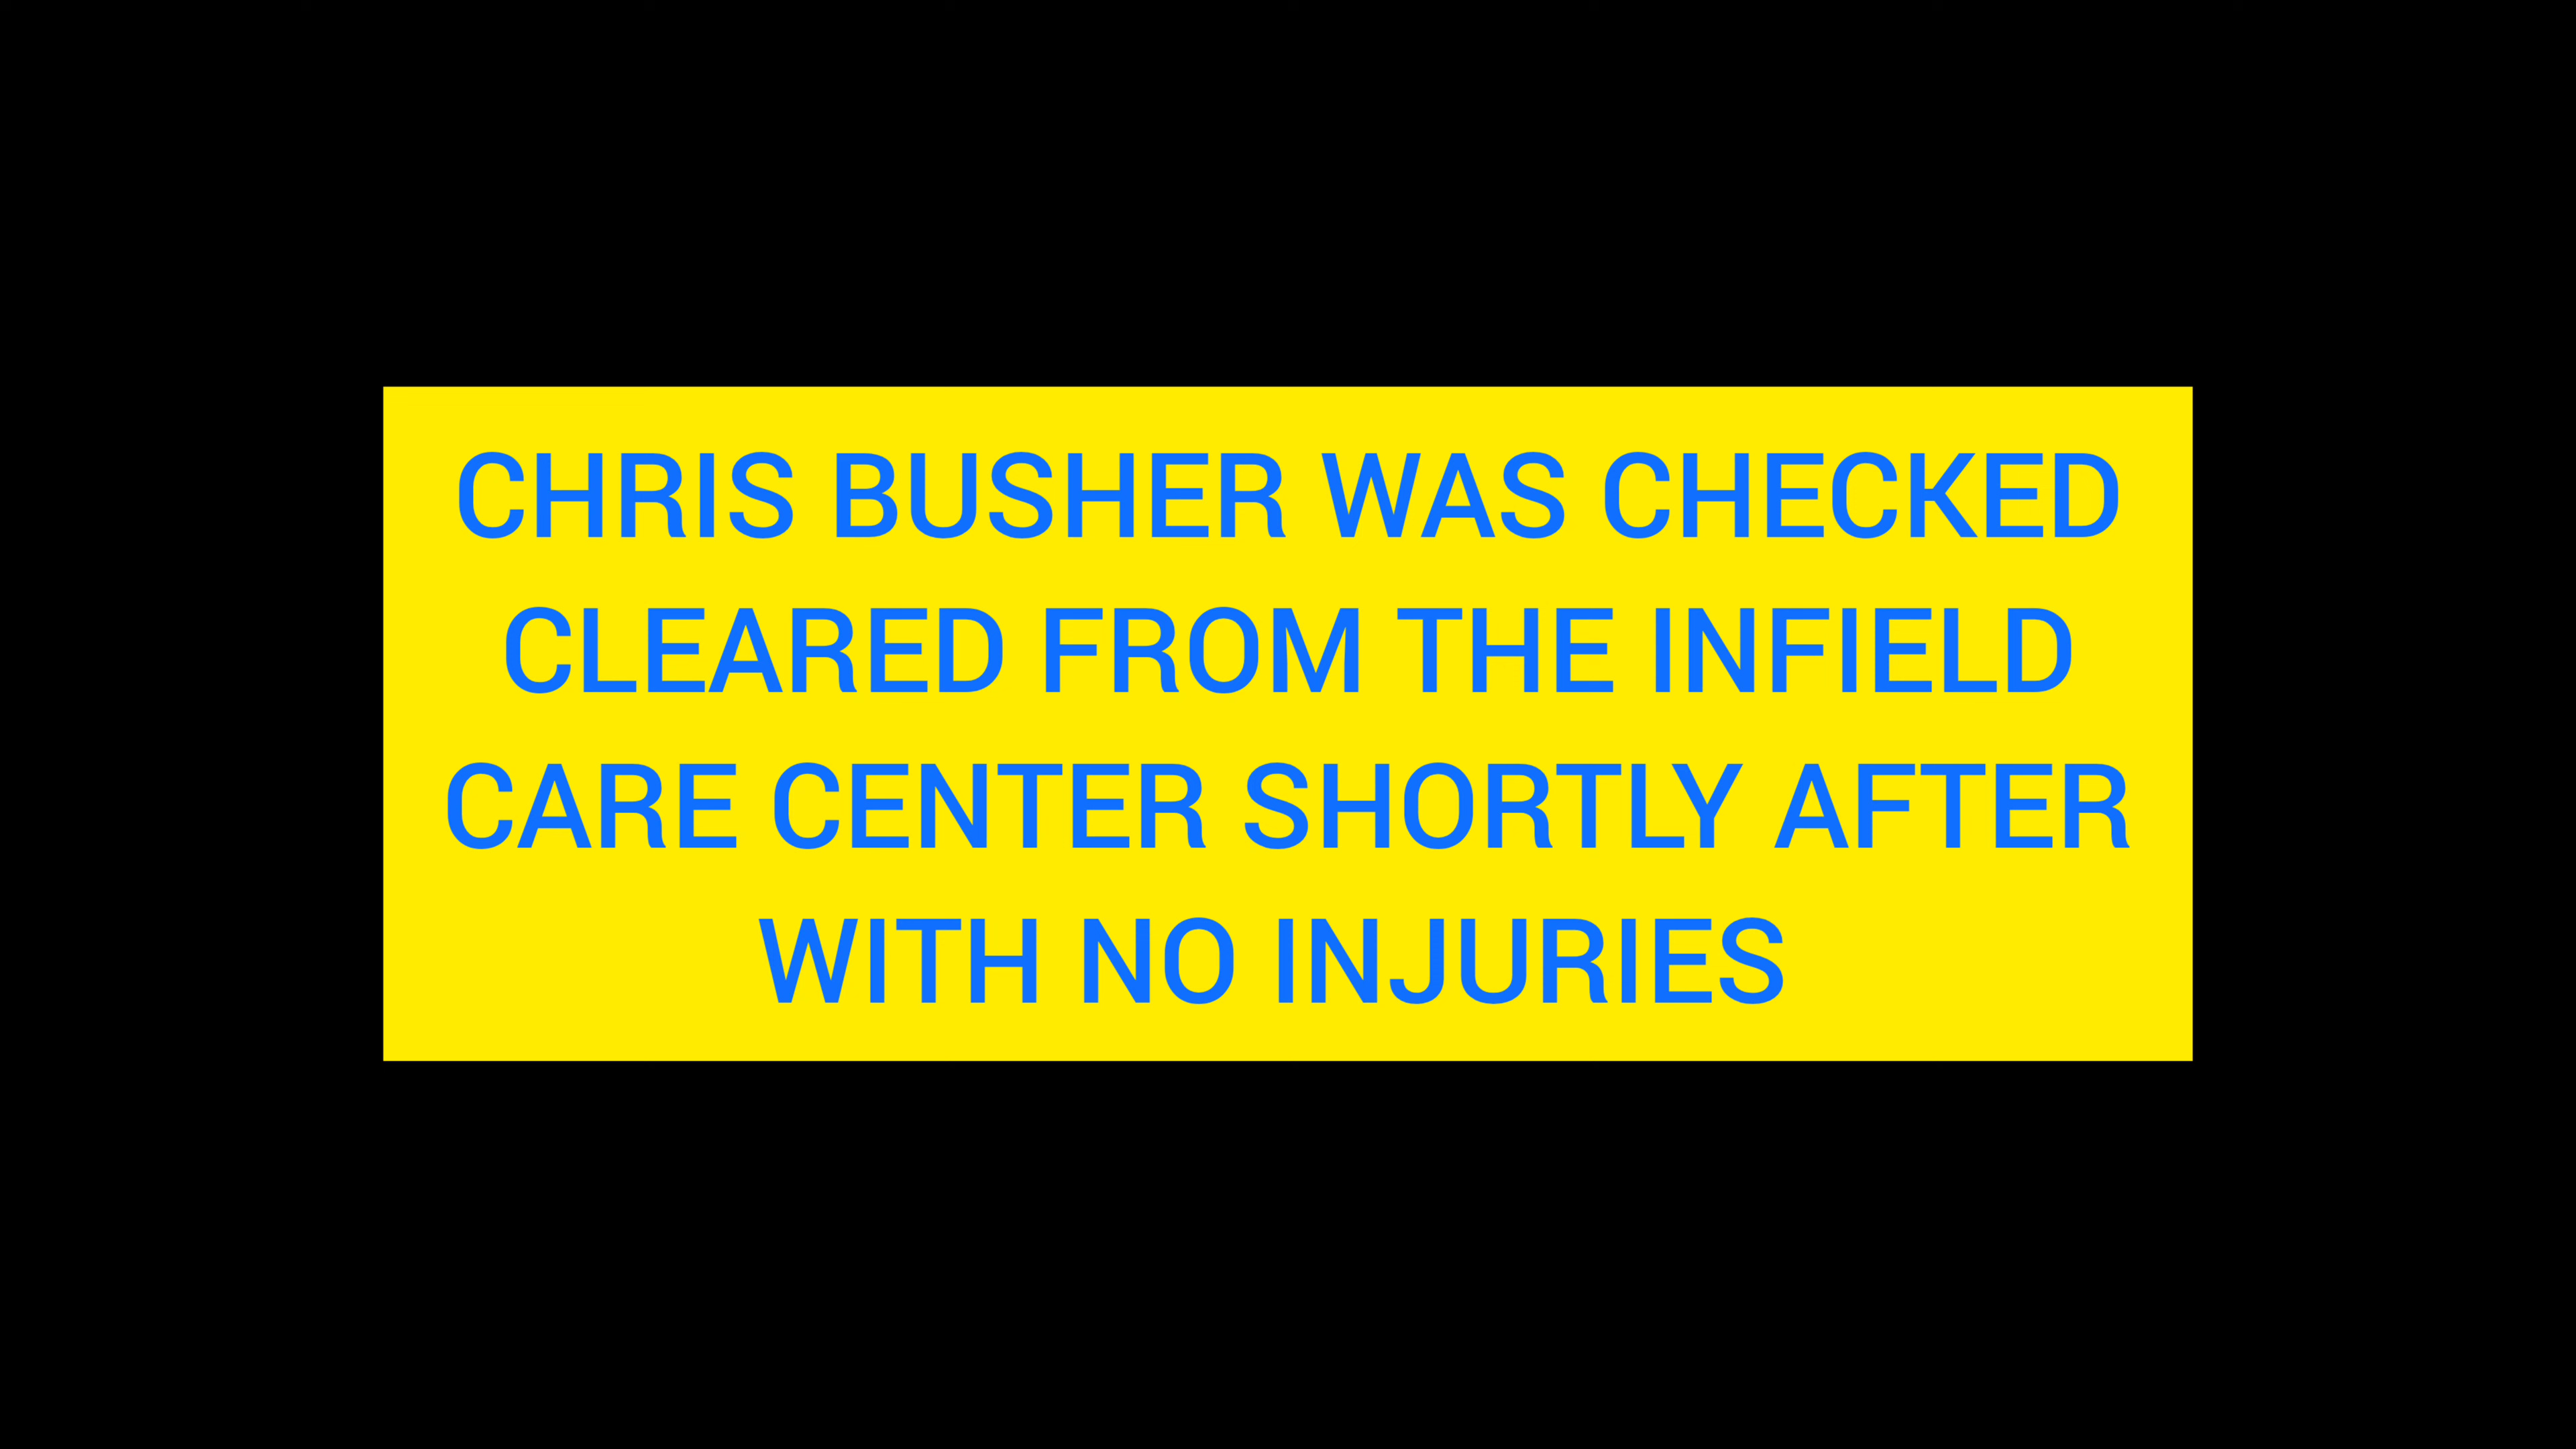 CHRIS BUSHER WAS CHECKED
CLEARED FROM THE INFIELD
CARE CENTER SHORTLY AFTER
WITH NO INJURIES